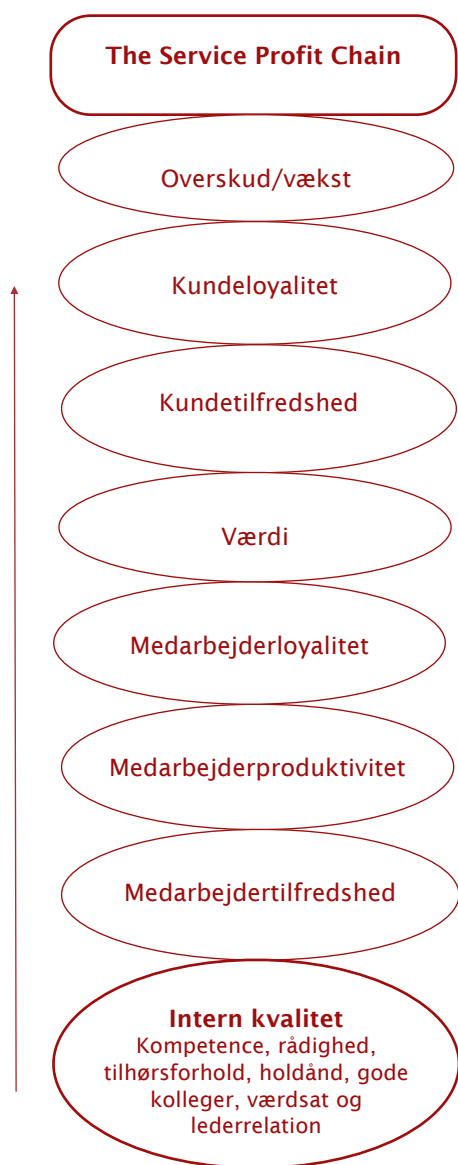 The Service Profit Chain
Overskud/vækst
Kundeloyalitet
Kundetilfredshed
Værdi
Medarbejderloyalitet
Medarbejderproduktivitet
Medarbejdertilfredshed
Intern kvalitet
Kompetence, rådighed,
tilhørsforhold, holdånd, gode
kolleger, værdsat og
lederrelation